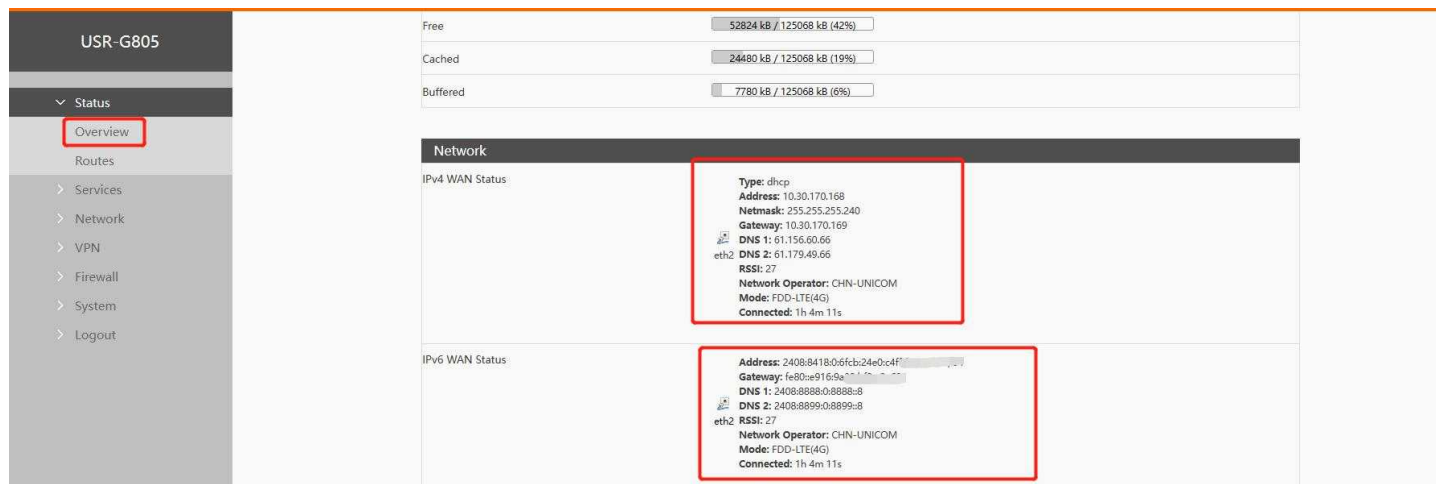 USR-G805
Status
Overview
Routes
Services
Network
VPN
Firewall
System
Logout
Free 52824 kB / 125068 kB (42%)
Cached 24480 kB / 125068 kB (19%)
Buffered 7780 kB / 125068 kB (6%)
Network
IPv4 WAN Status
eth2
Type: dhcp
Address: 10.30.170.168
Netmask: 255.255.255.240
Gateway: 10.30.170.169
DNS 1: 61.156.60.66
DNS 2: 61.179.49.66
RSSI: 27
Network Operator: CHN-UNICOM
Mode: FDD-LTE(4G)
Connected: 1h 4m 11s
IPv6 WAN Status
eth2
Address: 2408:8418:0:6fcb:24e0:c4f
Gateway: fe80::e916:9a
DNS 1: 2408:8888:0:8888::8
DNS 2: 2408:8899:0:8899::8
RSSI: 27
Network Operator: CHN-UNICOM
Mode: FDD-LTE(4G)
Connected: 1h 4m 11s